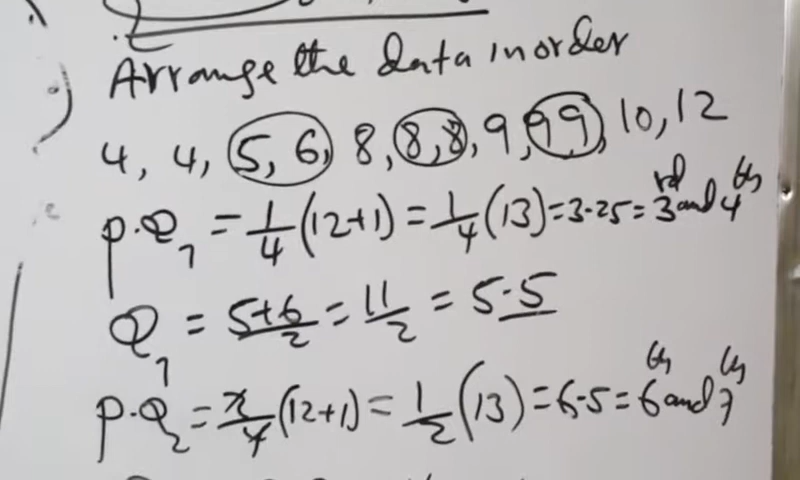 Arrange the data in order
4, 4, 5, 6, 8, 8, 8, 9, 9, 9, 10, 12
P.Q₁ = 1/4 (12+1) = 1/4 (13) = 3.25 = 3rd and 4th
Q₁ = 5+6/2 = 11/2 = 5.5
P.Q₂ = 2/4 (12+1) = 1/2 (13) = 6.5 = 6th and 7th